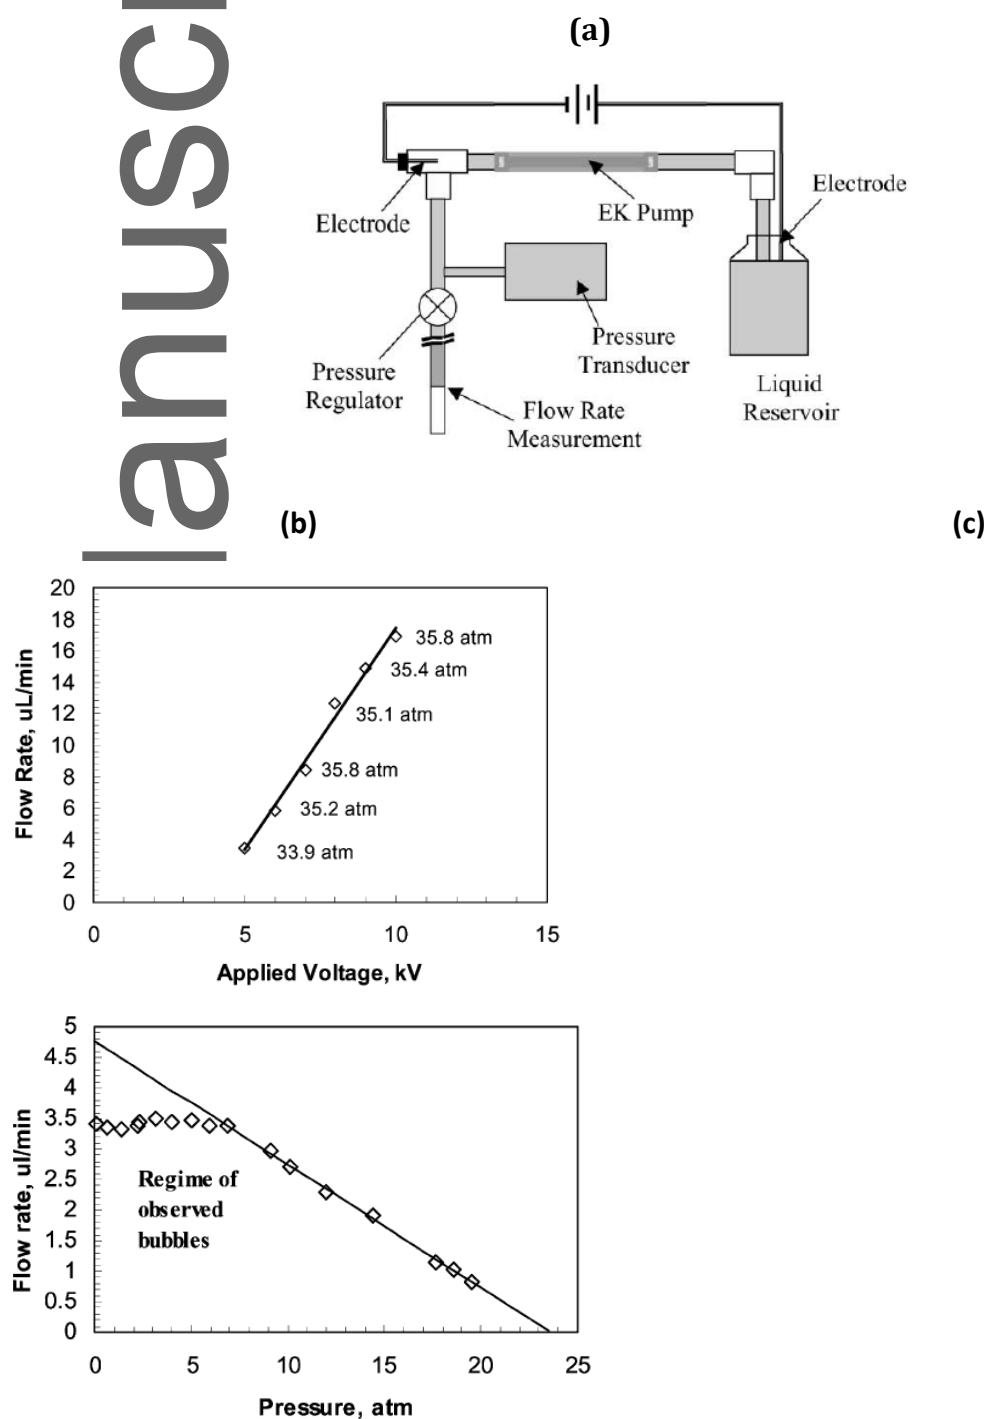 lanusc
(a)
Electrode
EK Pump
Electrode
Pressure
Transducer
Pressure
Regulator
Flow Rate
Measurement
Liquid
Reservoir
(b)
(c)
Flow Rate, uL/min
20
18
16
14
12
10
8
6
4
2
0
35.8 atm
35.4 atm
35.1 atm
35.8 atm
35.2 atm
33.9 atm
0 5 10 15
Applied Voltage, kV
Flow rate, ul/min
5
4.5
4
3.5
3
2.5
2
1.5
1
0.5
0
Regime of
observed
bubbles
0 5 10 15 20 25
Pressure, atm